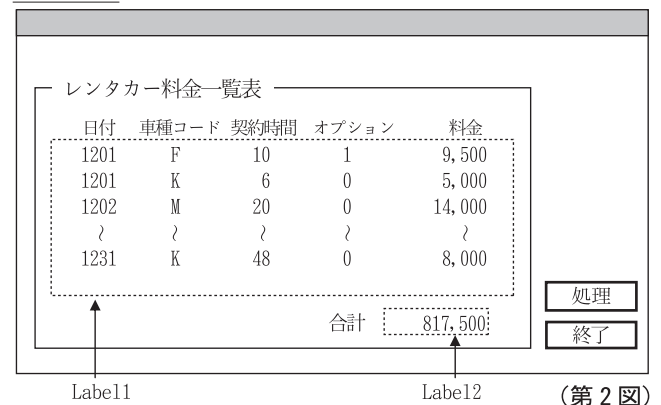 レンタカー料金一覧表
日付 車種コード 契約時間 オプション 料金
1201 F 10 1 9,500
1201 K 6 0 5,000
1202 M 20 0 14,000
〜 〜 〜 〜 〜
1231 K 48 0 8,000
処理
合計 817,500
終了
Label1 Label2 (第2図)